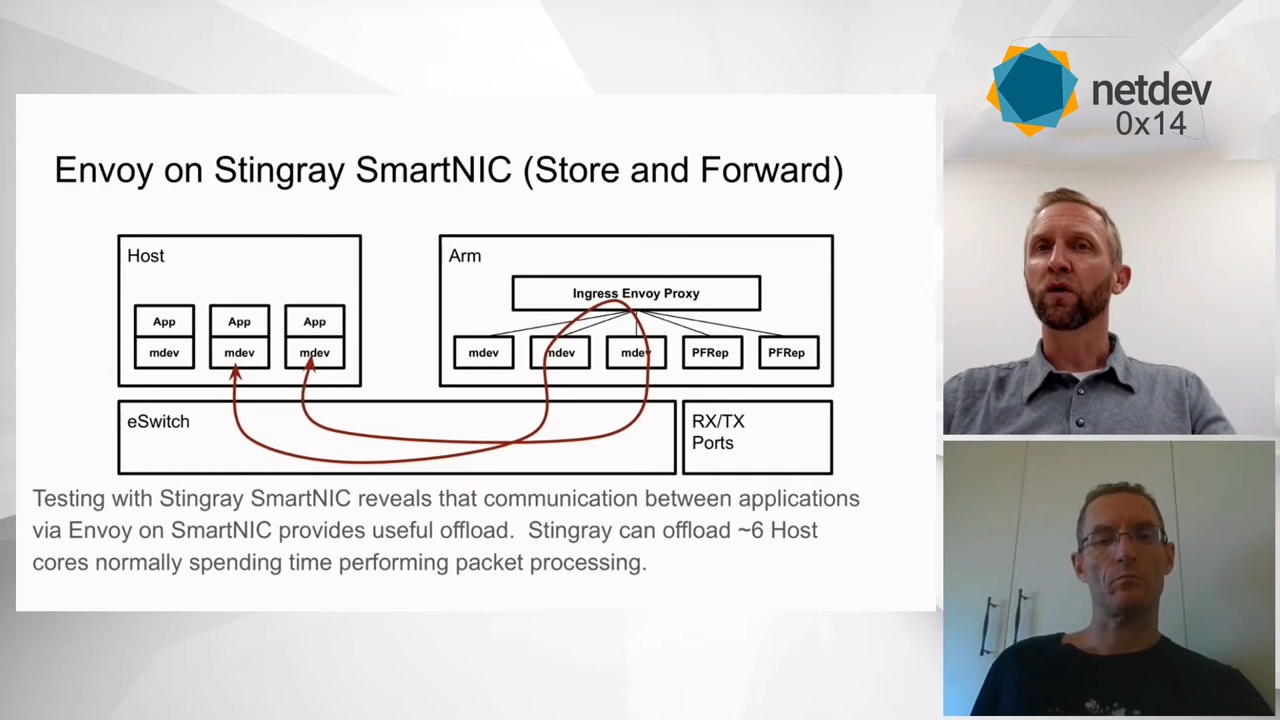 netdev
0x14
Envoy on Stingray SmartNIC (Store and Forward)
Host
App
App
App
mdev
mdev
mdev
Arm
Ingress Envoy Proxy
mdev
mdev
mdev
PFRep
PFRep
eSwitch
RX/TX
Ports
Testing with Stingray SmartNIC reveals that communication between applications
via Envoy on SmartNIC provides useful offload.  Stingray can offload ~6 Host
cores normally spending time performing packet processing.